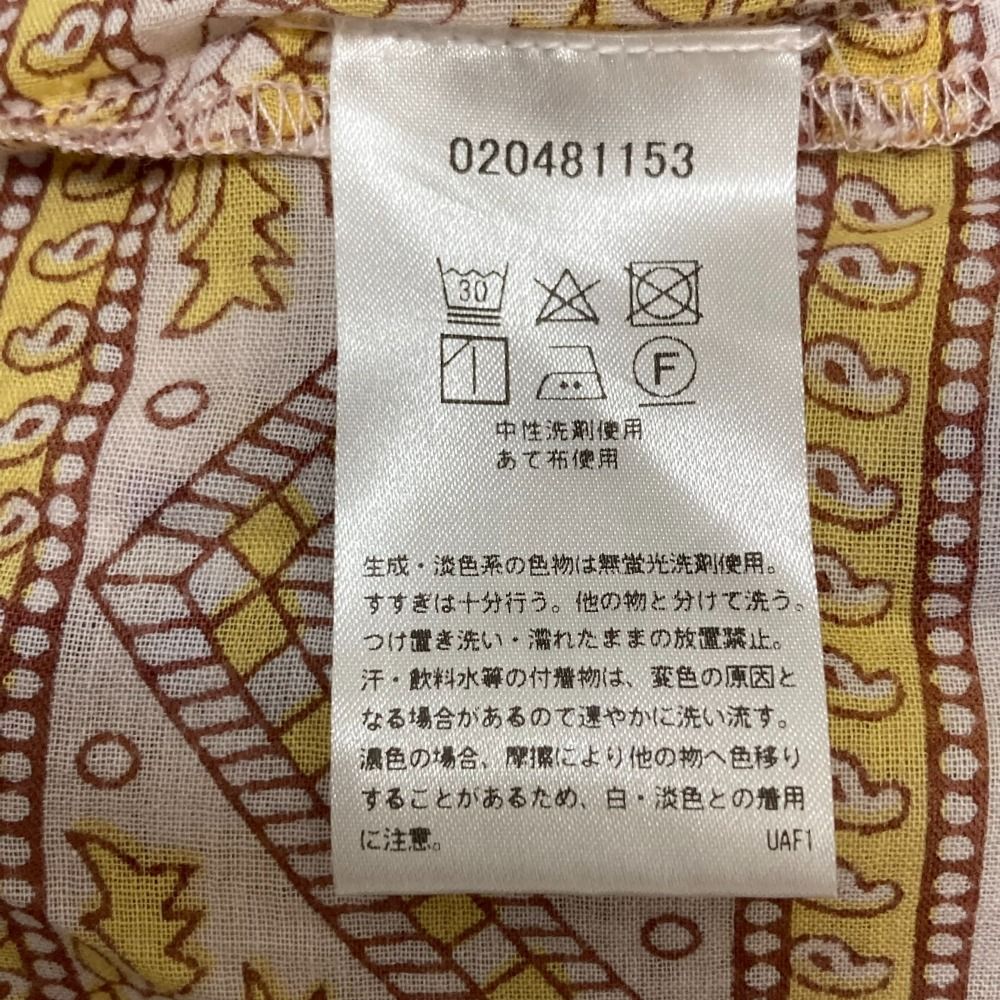 020481153
30
F
中性洗剤使用
あて布使用
生成・淡色系の色物は無蛍光洗剤使用。
すすぎは十分行う。他の物と分けて洗う。
つけ置き洗い・濡れたままの放置禁止。
汗・飲料水等の付着物は、変色の原因と
なる場合があるので速やかに洗い流す。
濃色の場合、摩擦により他の物へ色移り
することがあるため、白・淡色との着用
に注意。
UAF1